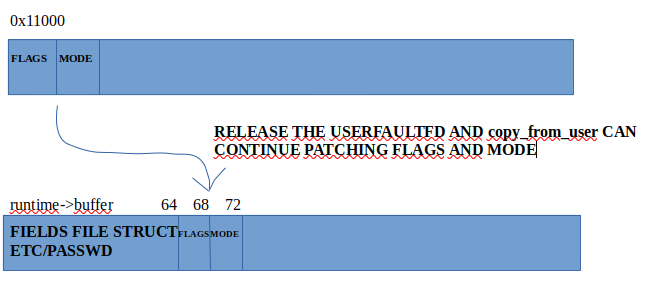 0x11000
FLAGS MODE
RELEASE THE USERFAULTFD AND copy_from_user CAN
CONTINUE PATCHING FLAGS AND MODE
runtime->buffer 64 68 72
FIELDS FILE STRUCT FLAGS MODE
ETC/PASSWD